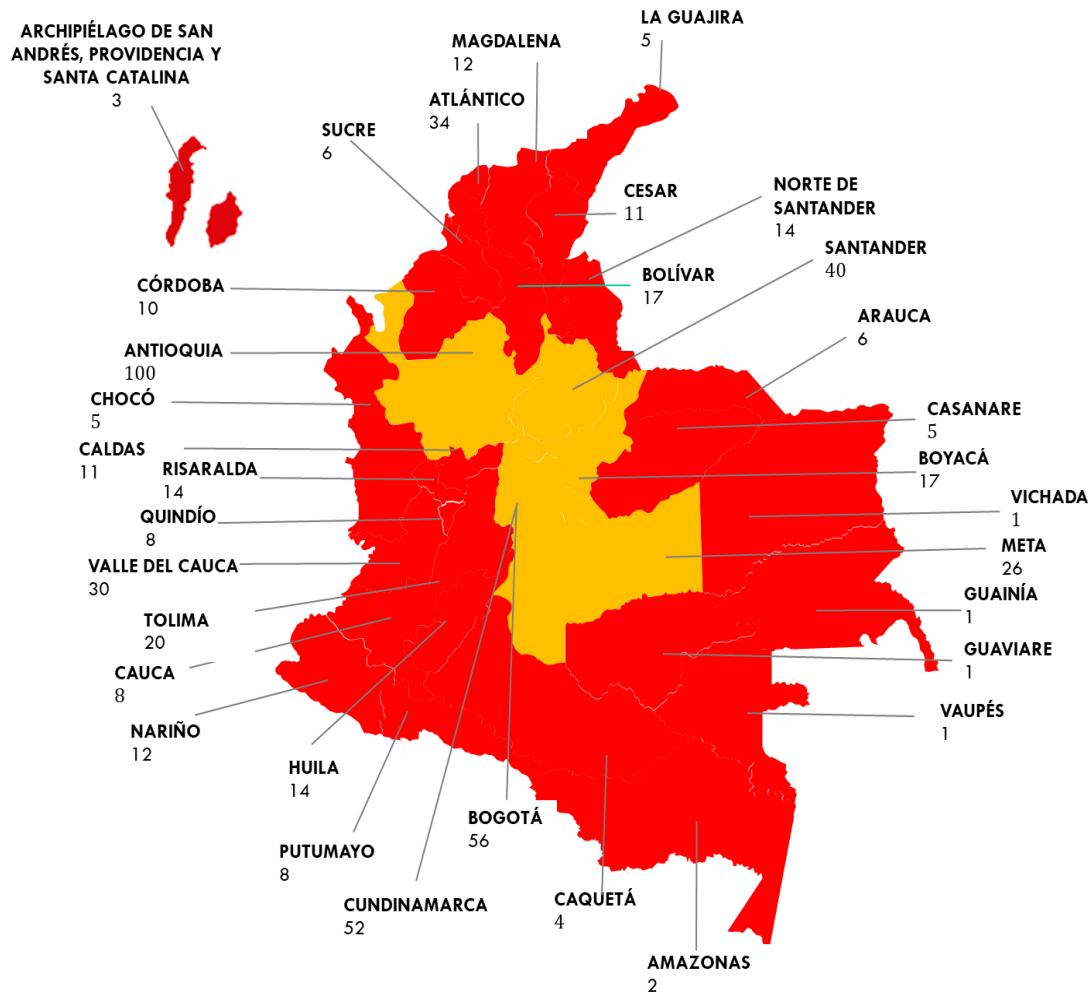 ARCHIPIÉLAGO DE SAN
ANDRÉS, PROVIDENCIA Y
SANTA CATALINA
3
LA GUAJIRA
5
MAGDALENA
12
ATLÁNTICO
34
SUCRE
6
CESAR
11
NORTE DE
SANTANDER
14
SANTANDER
40
BOLÍVAR
17
CÓRDOBA
10
ARAUCA
6
ANTIOQUIA
100
CHOCÓ
5
CASANARE
5
CALDAS
11
RISARALDA
14
BOYACÁ
17
VICHADA
1
QUINDÍO
8
META
26
VALLE DEL CAUCA
30
GUAINÍA
1
TOLIMA
20
GUAVIARE
1
CAUCA
8
VAUPÉS
1
NARIÑO
12
HUILA
14
BOGOTÁ
56
PUTUMAYO
8
CUNDINAMARCA
52
CAQUETÁ
4
AMAZONAS
2